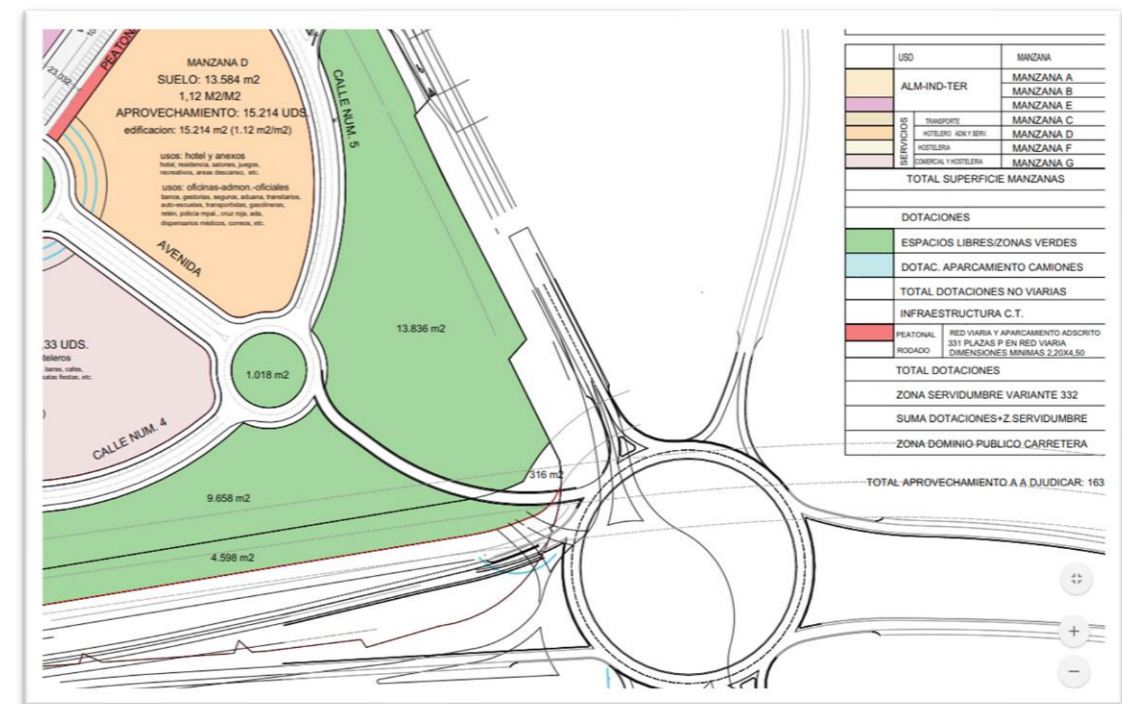 PEATONAL
23,032
MANZANA D
SUELO: 13.584 m2
1,12 M2/M2
APROVECHAMIENTO: 15.214 UDS.
edificacion: 15.214 m2 (1.12 m2/m2)
usos: hotel y anexos
hotel, residencia, salones, juegos,
recreativos, areas descanso, etc.
usos: oficinas-admon.-oficiales
banca, gestorias, seguros, aduana, transitarios,
auto-escuelas, transportistas, gasolineras,
retén, policia mpal., cruz roja, ada,
dispensarios médicos, correos, etc.
CALLE NUM. 5
AVENIDA
13.836 m2
1.018 m2
.33 UDS.
teleros
bares, cafes,
salas fiestas, etc.
CALLE NUM. 4
9.658 m2
316 m2
4.598 m2
USO MANZANA
ALM-IND-TER MANZANA A
MANZANA B
MANZANA E
SERVICIOS
TRANSPORTE MANZANA C
HOTELERO ADM.Y SERV. MANZANA D
HOSTELERIA MANZANA F
COMERCIAL Y HOSTELERIA MANZANA G
TOTAL SUPERFICIE MANZANAS
DOTACIONES
ESPACIOS LIBRES/ZONAS VERDES
DOTAC. APARCAMIENTO CAMIONES
TOTAL DOTACIONES NO VIARIAS
INFRAESTRUCTURA C.T.
PEATONAL RED VIARIA Y APARCAMIENTO ADSCRITO
331 PLAZAS P EN RED VIARIA
RODADO DIMENSIONES MINIMAS 2,20X4,50
TOTAL DOTACIONES
ZONA SERVIDUMBRE VARIANTE 332
SUMA DOTACIONES+Z.SERVIDUMBRE
ZONA DOMINIO PUBLICO CARRETERA
TOTAL APROVECHAMIENTO A A DJUDICAR: 163